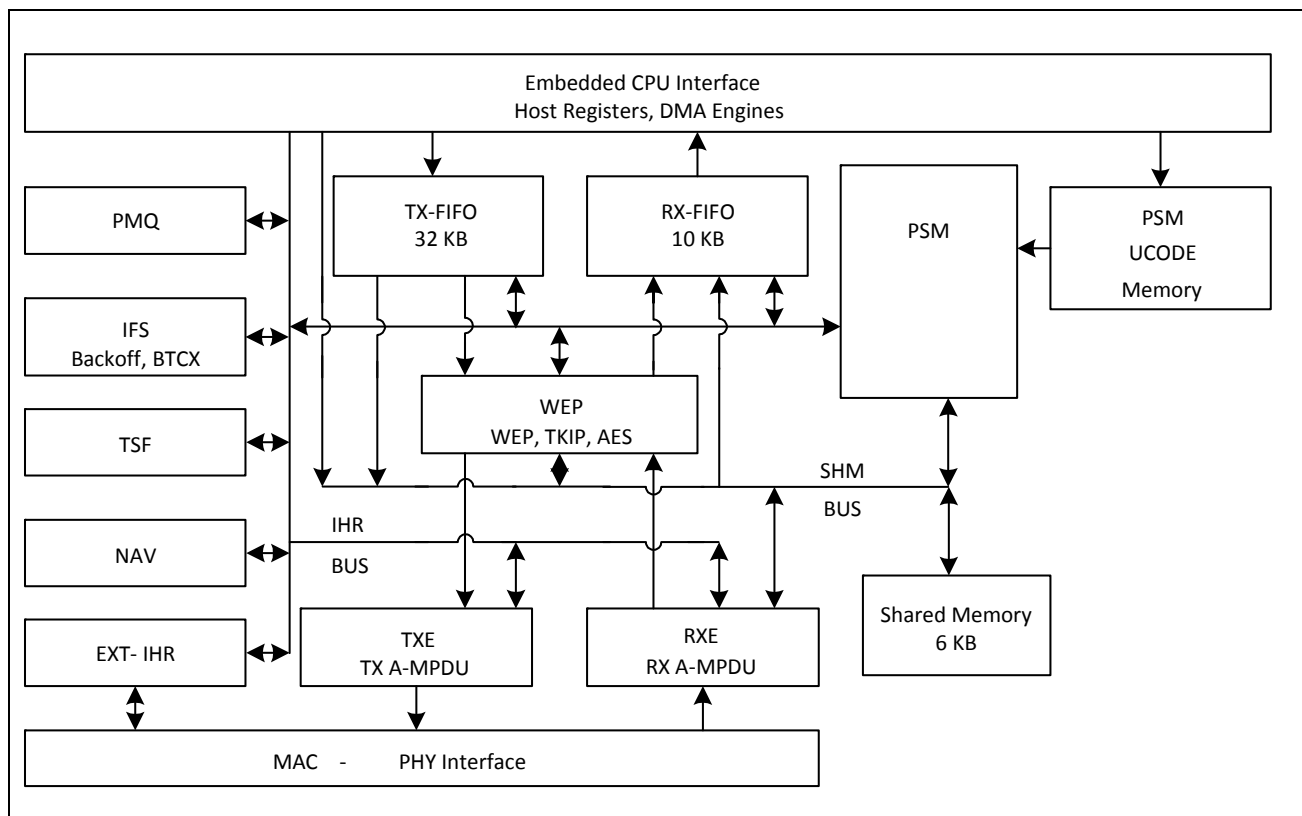 Embedded CPU Interface
Host Registers, DMA Engines
PMQ
TX-FIFO
32 KB
RX-FIFO
10 KB
PSM
PSM
UCODE
Memory
IFS
Backoff, BTCX
WEP
WEP, TKIP, AES
TSF
SHM
BUS
IHR
BUS
NAV
Shared Memory
6 KB
EXT- IHR
TXE
TX A-MPDU
RXE
RX A-MPDU
MAC - PHY Interface